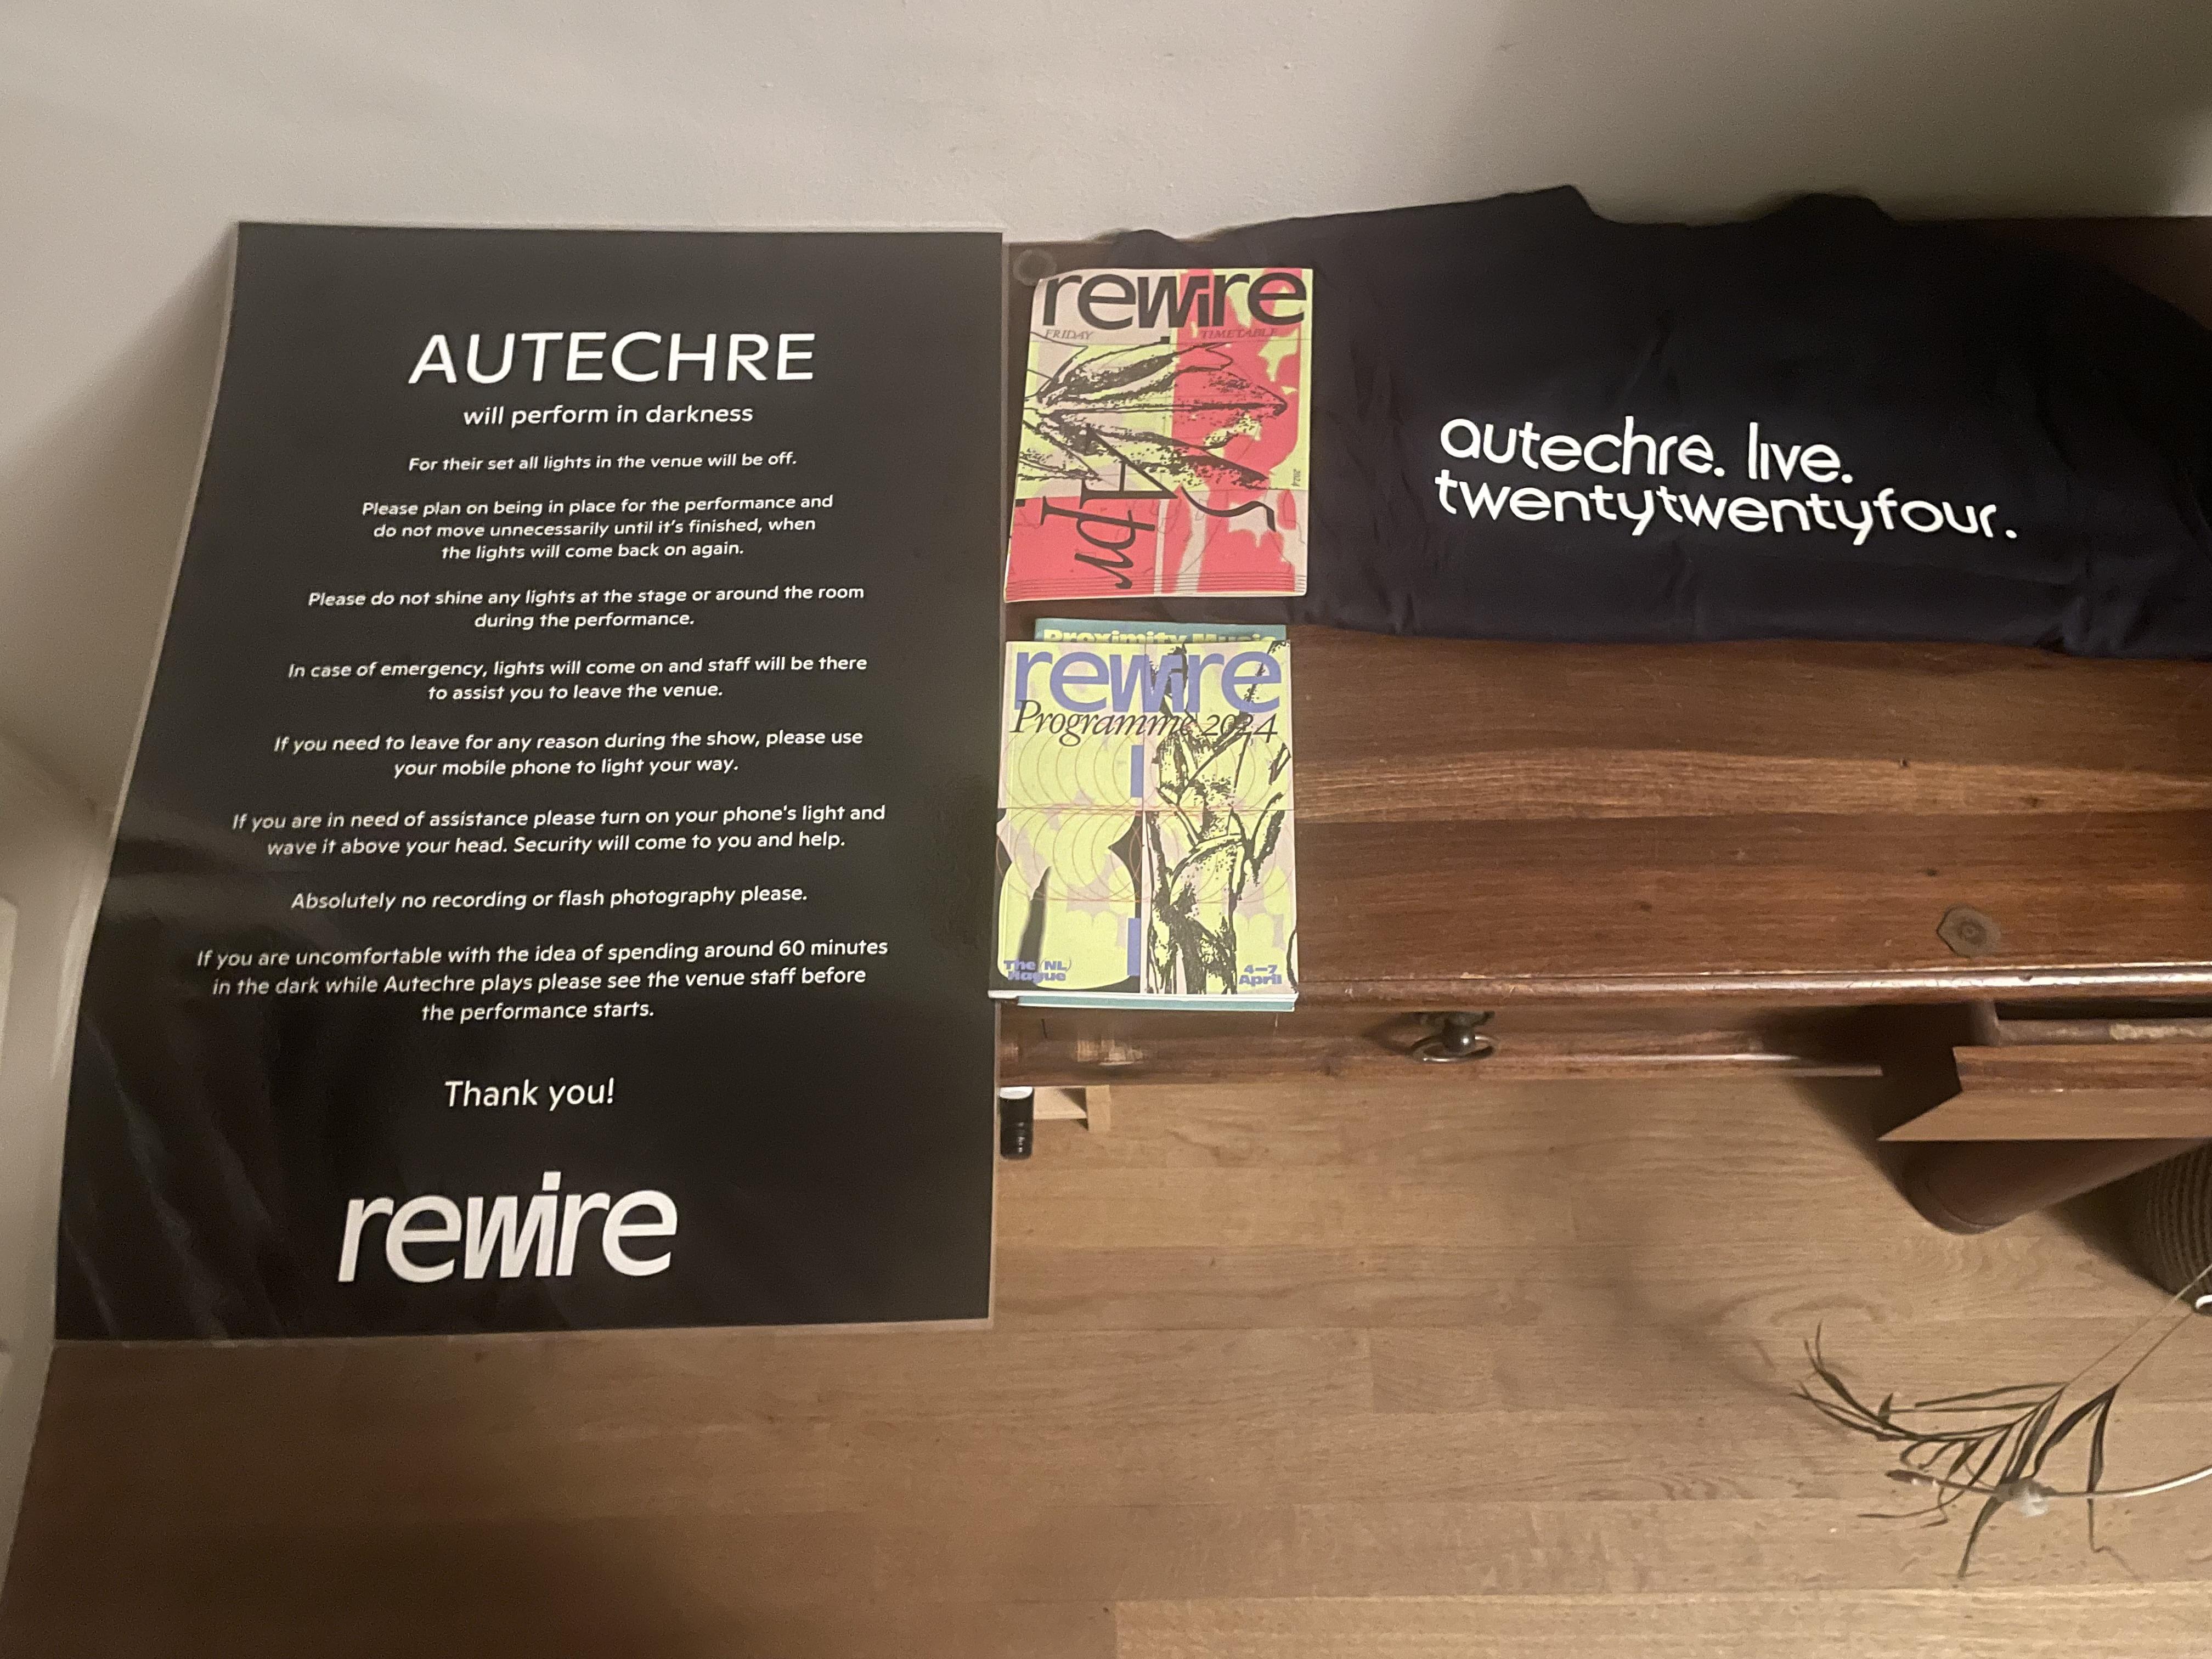 AUTECHRE
will perform in darkness
For their set all lights in the venue will be off.
Please plan on being in place for the performance and
do not move unnecessarily until it's finished, when
the lights will come back on again.
Please do not shine any lights at the stage or around the room
during the performance.
In case of emergency, lights will come on and staff will be there
to assist you to leave the venue.
If you need to leave for any reason during the show, please use
your mobile phone to light your way.
If you are in need of assistance please turn on your phone's light and
wave it above your head. Security will come to you and help.
Absolutely no recording or flash photography please.
If you are uncomfortable with the idea of spending around 60 minutes
in the dark while Autechre plays please see the venue staff before
the performance starts.
Thank you!
rewire
rewire
FRIDAY TIMETABLE
5
Apr
2024
Proximity Music
rewire
Programme 2024
The NL
Hague
4–7
April
autechre. live.
twentytwentyfour.